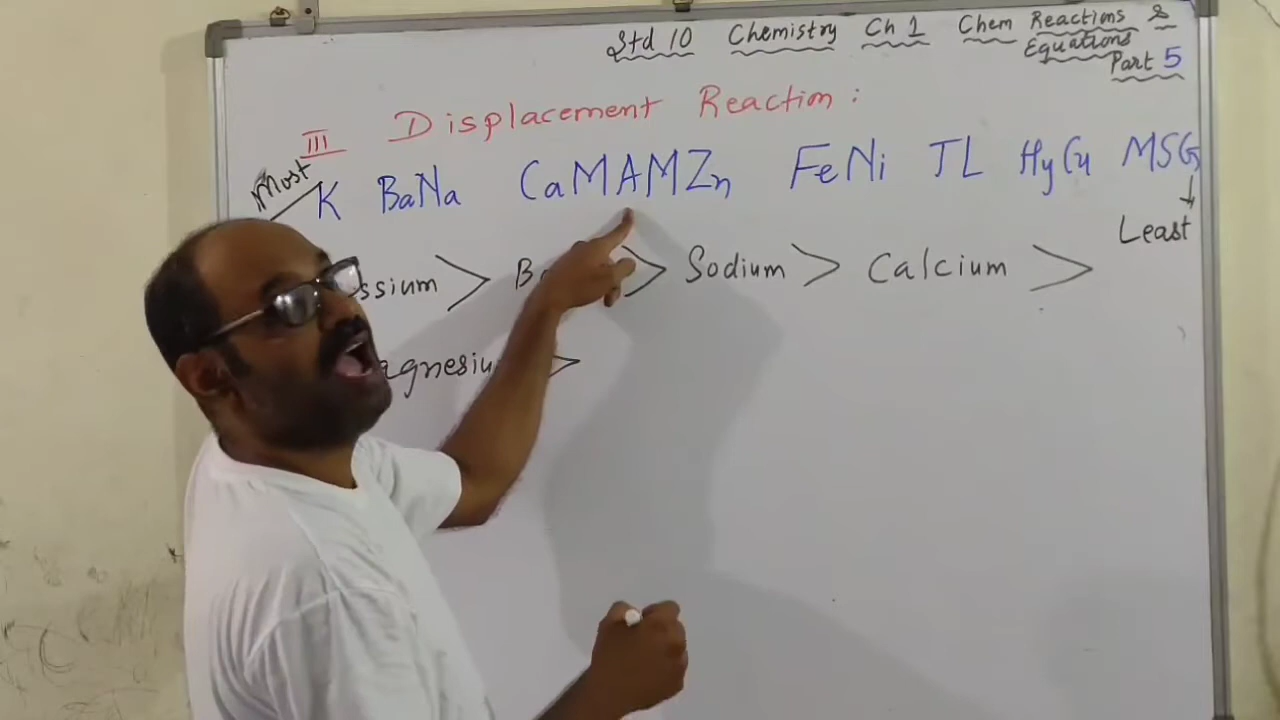 Std 10 Chemistry Ch 1 Chem Reactions &
Equations
Part 5
III Displacement Reaction:
Most
K BaNa CaMAMZn FeNi TL HyCu MSG
Least
ssium > B > Sodium > Calcium >
agnesiu >